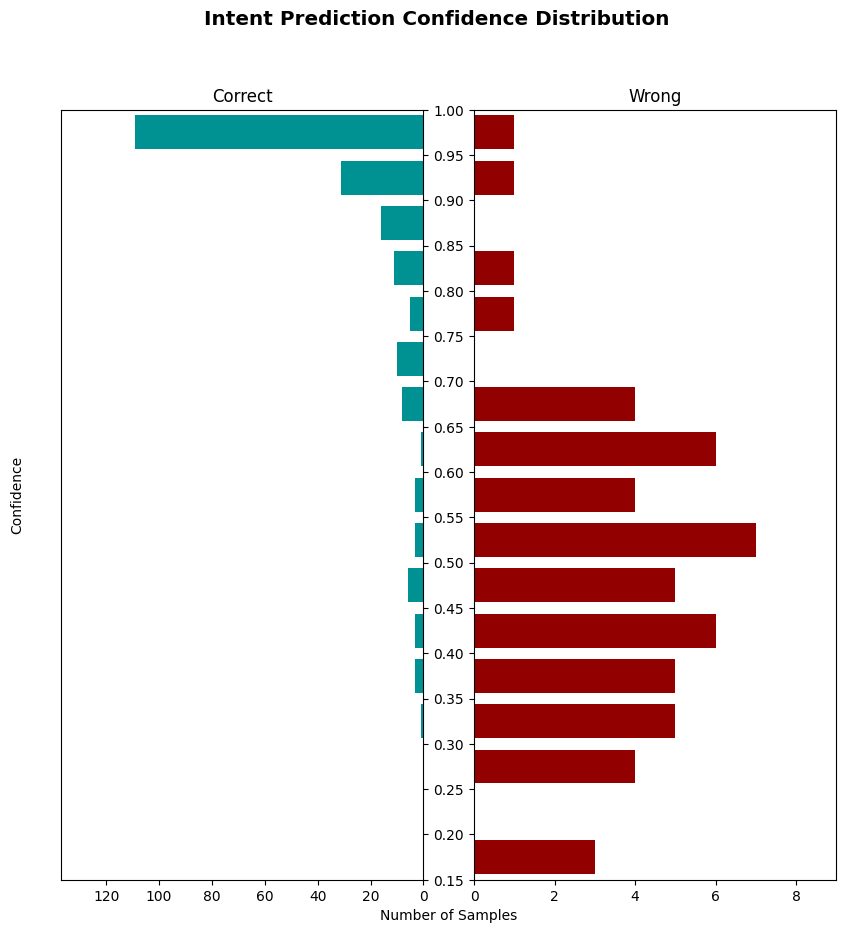 Intent Prediction Confidence Distribution
Correct
Wrong
1.00
0.95
0.90
0.85
0.80
0.75
0.70
0.65
0.60
0.55
0.50
0.45
0.40
0.35
0.30
0.25
0.20
0.15
Confidence
120 100 80 60 40 20 0
0 2 4 6 8
Number of Samples